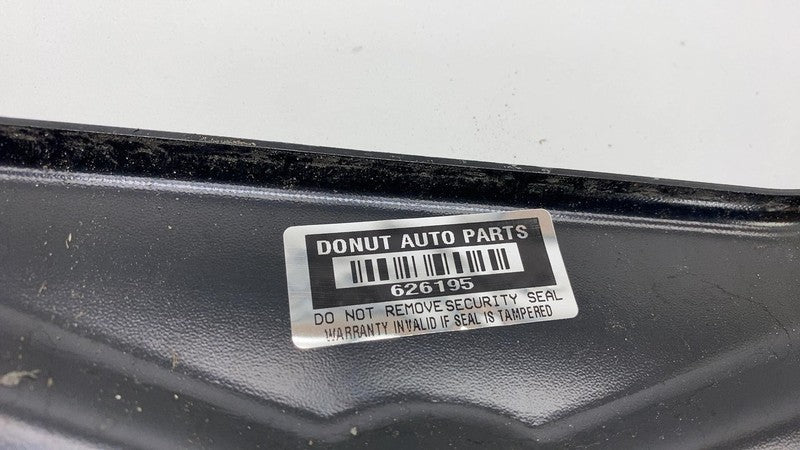 DONUT AUTO PARTS
626195
DO NOT REMOVE SECURITY SEAL
WARRANTY INVALID IF SEAL IS TAMPERED